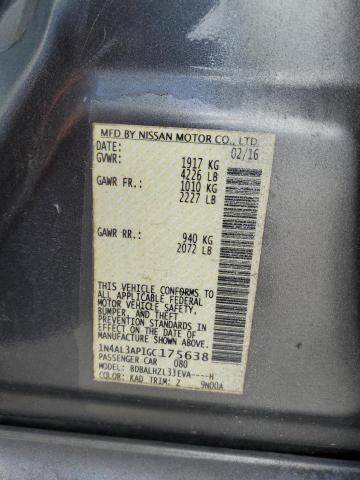 MFD BY NISSAN MOTOR CO., LTD.
DATE: 02/16
GVWR: 1917 KG
4226 LB
GAWR FR.: 1010 KG
2227 LB
GAWR RR.: 940 KG
2072 LB
THIS VEHICLE CONFORMS TO ALL
APPLICABLE FEDERAL MOTOR VEHICLE SAFETY,
BUMPER, AND THEFT PREVENTION
STANDARDS IN EFFECT ON THE DATE OF
MANUFACTURE SHOWN ABOVE.
1N4AL3AP1GC175638
PASSENGER CAR 080
MODEL: BDBALHZL33EVA----H
COLOR: KAD TRIM: Z 9N00A